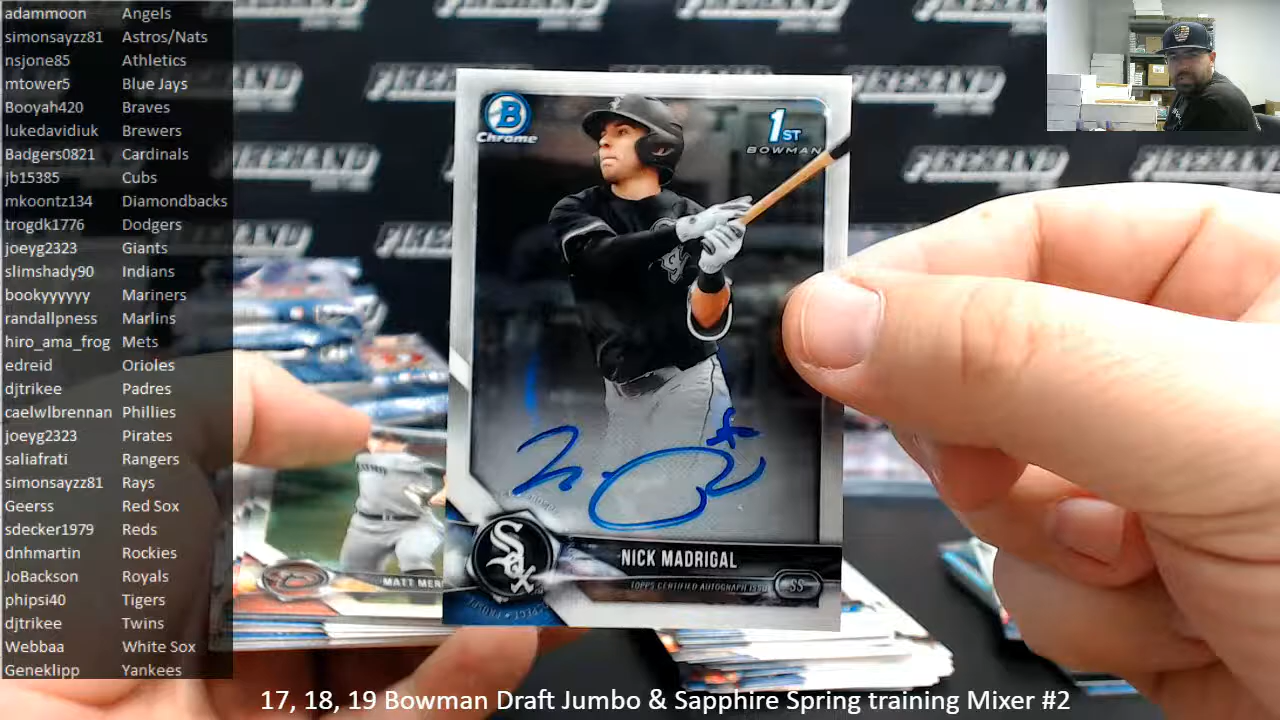 adammoon Angels
simonsayzz81 Astros/Nats
nsjone85 Athletics
mtower5 Blue Jays
Booyah420 Braves
lukedavidiuk Brewers
Badgers0821 Cardinals
jb15385 Cubs
mkoontz134 Diamondbacks
trogdk1776 Dodgers
joeyg2323 Giants
slimshady90 Indians
bookyyyyyy Mariners
randallpness Marlins
hiro_ama_frog Mets
edreid Orioles
djtrikee Padres
caelwlbrennan Phillies
joeyg2323 Pirates
saliafrati Rangers
simonsayzz81 Rays
Geerss Red Sox
sdecker1979 Reds
dnhmartin Rockies
JoBackson Royals
phipsi40 Tigers
djtrikee Twins
Webbaa White Sox
Geneklipp Yankees
B
Chrome
1ST
BOWMAN
Sox
NICK MADRIGAL
TOPPS CERTIFIED AUTOGRAPH ISSUE
SS
MATT MER
17, 18, 19 Bowman Draft Jumbo & Sapphire Spring training Mixer #2